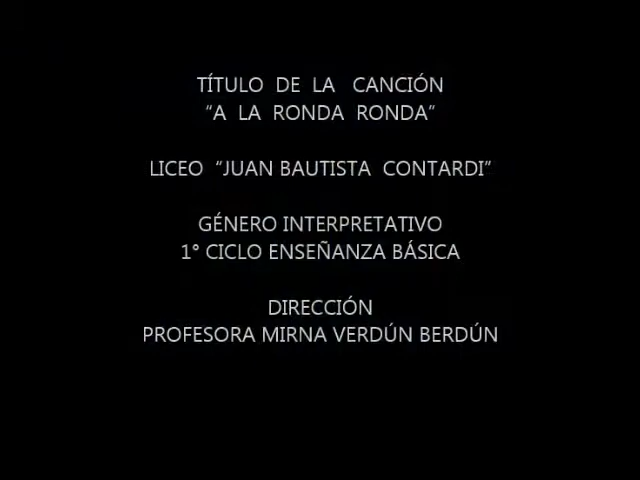 TÍTULO DE LA CANCIÓN
“A LA RONDA RONDA”
LICEO “JUAN BAUTISTA CONTARDI”
GÉNERO INTERPRETATIVO
1° CICLO ENSEÑANZA BÁSICA
DIRECCIÓN
PROFESORA MIRNA VERDÚN BERDÚN